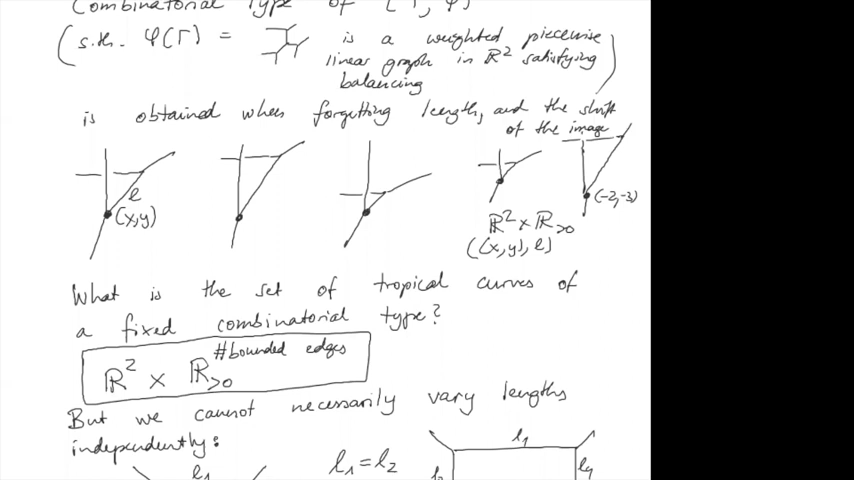 Combinatorial Type of (Γ, φ)
(s.th. φ(Γ) = is a weighted piecewise
linear graph in ℝ² satisfying
balancing)
is obtained when forgetting length, and the shift
of the image
l
(x,y)
(-2,-3)
ℝ² × ℝ>0
((x,y), l)
What is the set of tropical curves of
a fixed combinatorial type?
ℝ² × ℝ>0^#bounded edges
But we cannot necessarily vary lengths
independently:
l₁
l₁ = l₂
l₁
l₄